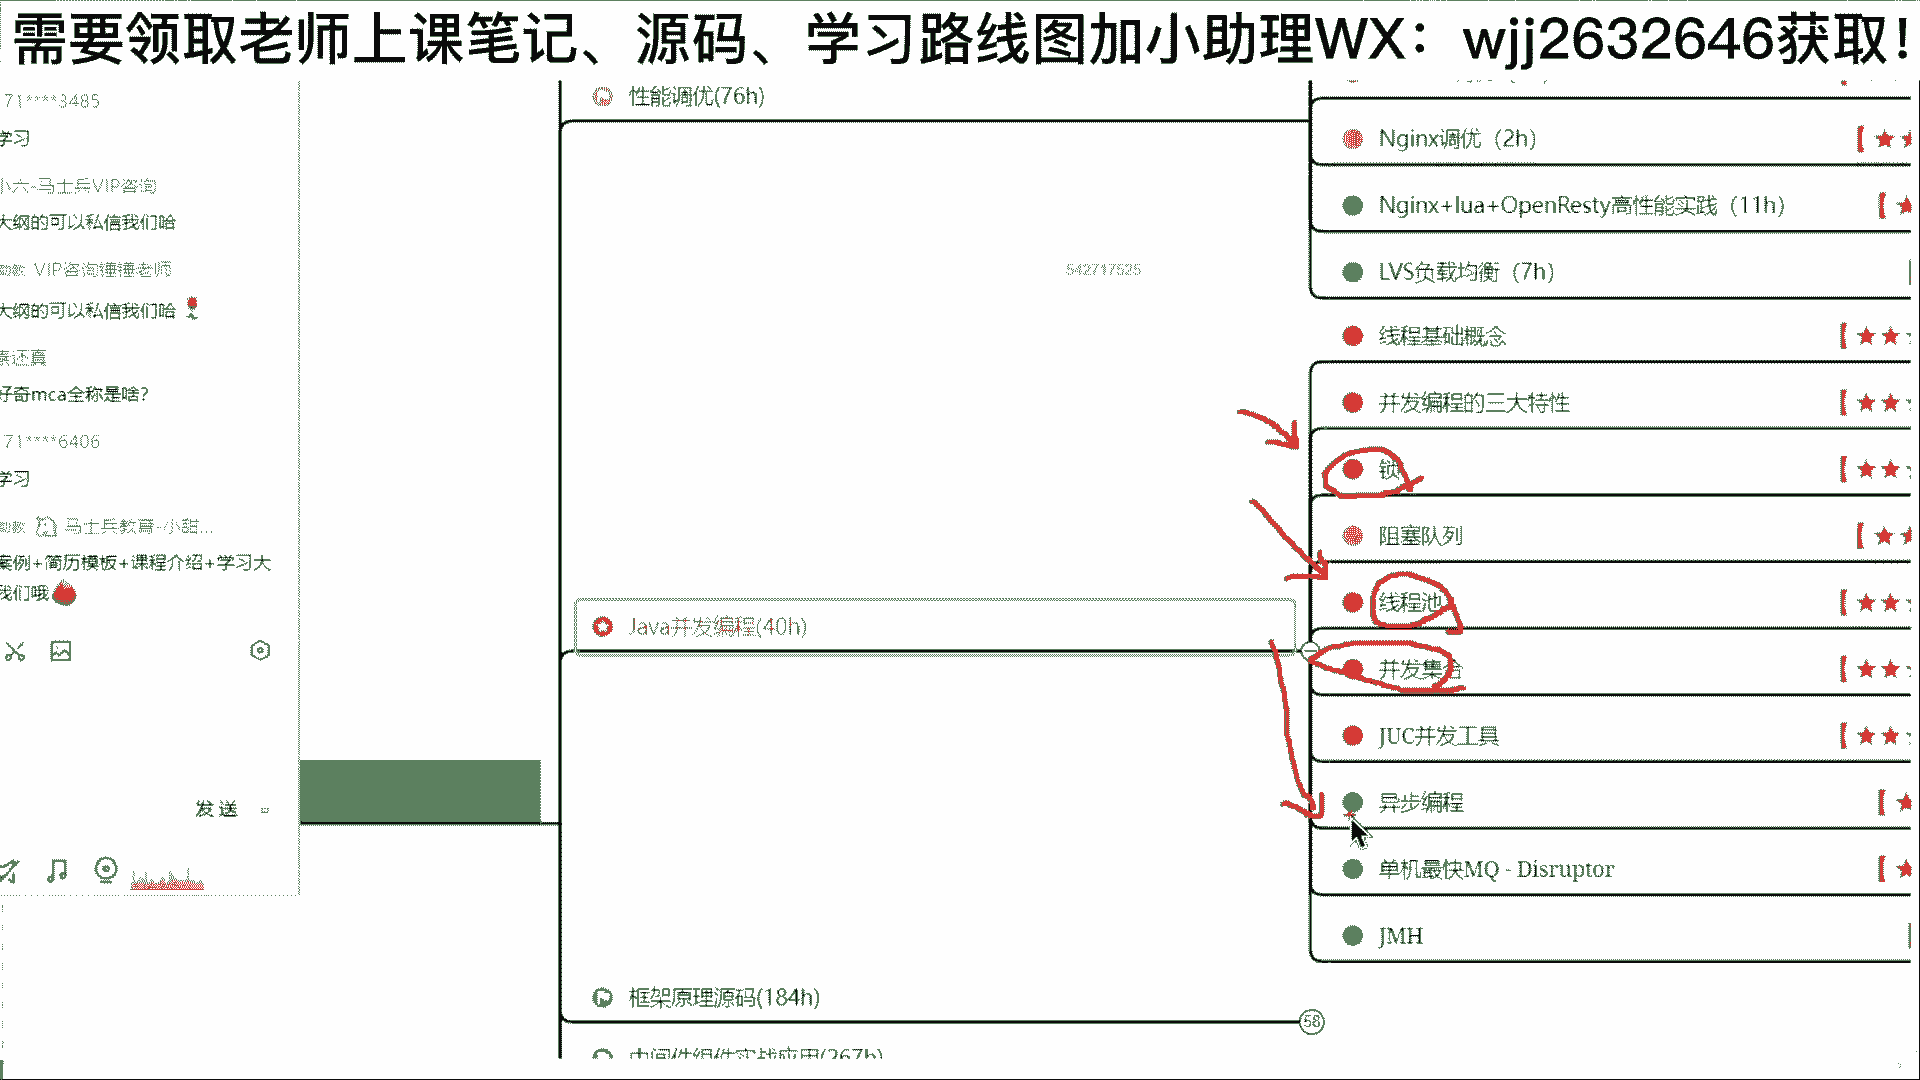 需要领取老师上课笔记、源码、学习路线图加小助理WX：wjj2632646获取！
71****3485
学习
小六-马士兵VIP咨询
大纲的可以私信我们哈
VIP咨询锤锤老师
大纲的可以私信我们哈
好奇mca全称是啥？
71****6406
学习
马士兵教育-小甜...
案例+简历模板+课程介绍+学习大
我们哦
发送
性能调优(76h)
542717525
Java并发编程(40h)
框架原理源码(184h)
58
中间件组件实战应用(267h)
Nginx调优（2h）
Nginx+lua+OpenResty高性能实践（11h）
LVS负载均衡（7h）
线程基础概念
并发编程的三大特性
锁
阻塞队列
线程池
并发集合
JUC并发工具
异步编程
单机最快MQ - Disruptor
JMH